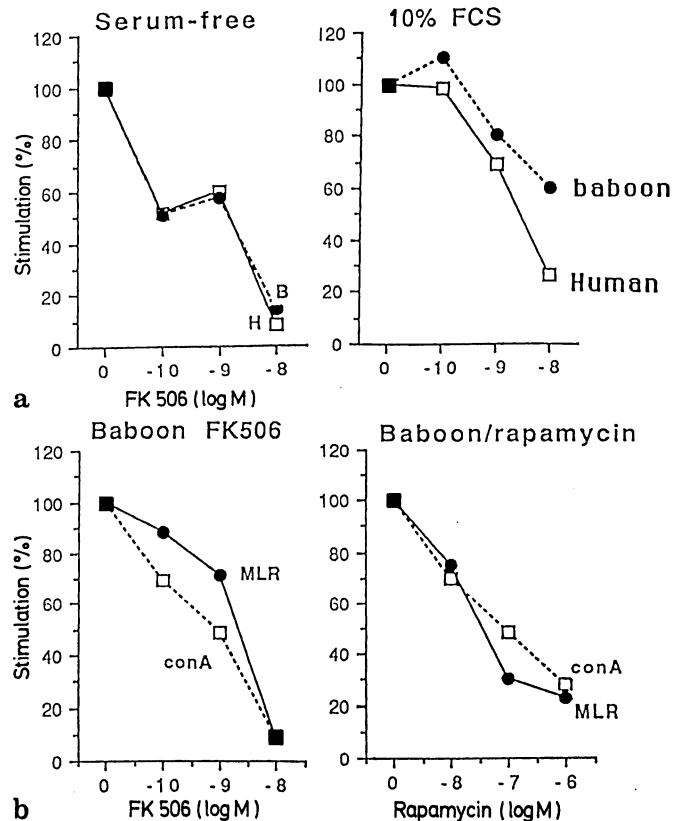 Serum-free
120
100
80
60
40
20
0
Stimulation (%)
B
H
0 -10 -9 -8
FK 506 (log M)
a
10% FCS
120
100
80
60
40
20
0
baboon
Human
0 -10 -9 -8
Baboon FK506
120
100
80
60
40
20
0
Stimulation (%)
MLR
conA
0 -10 -9 -8
FK 506 (log M)
b
Baboon/rapamycin
120
100
80
60
40
20
0
conA
MLR
0 -8 -7 -6
Rapamycin (log M)